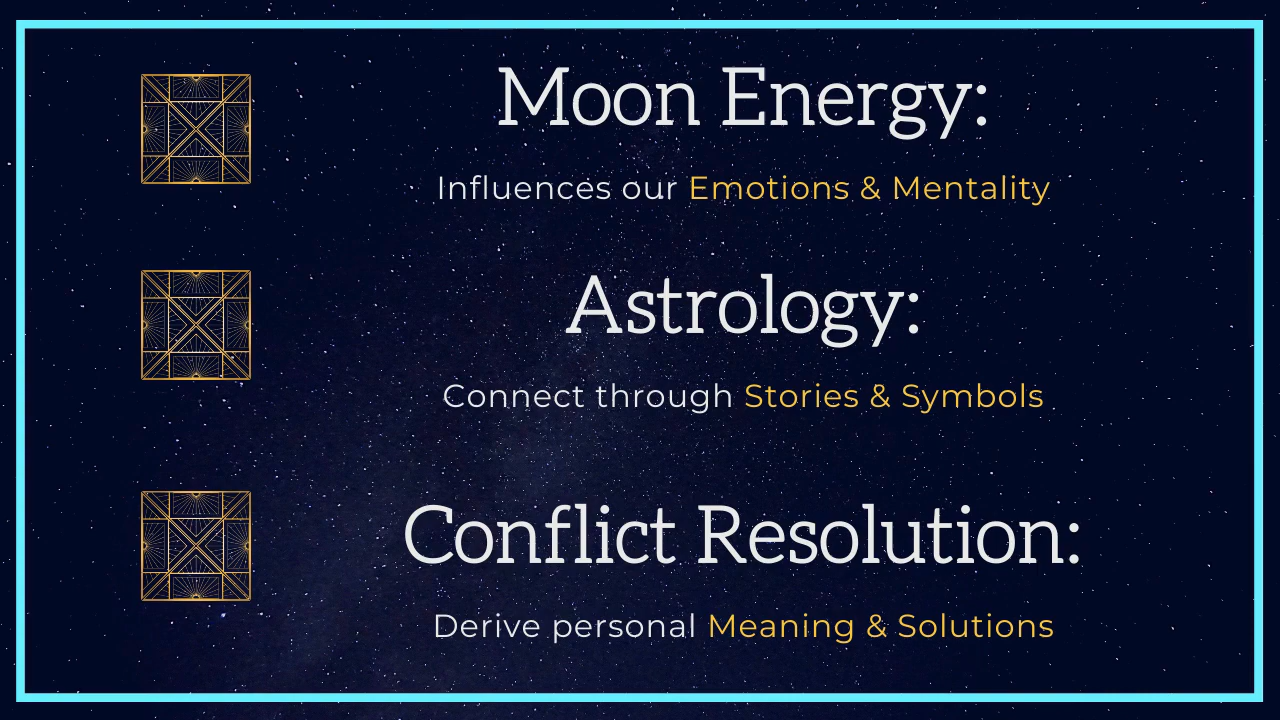 Moon Energy:
Influences our Emotions & Mentality
Astrology:
Connect through Stories & Symbols
Conflict Resolution:
Derive personal Meaning & Solutions